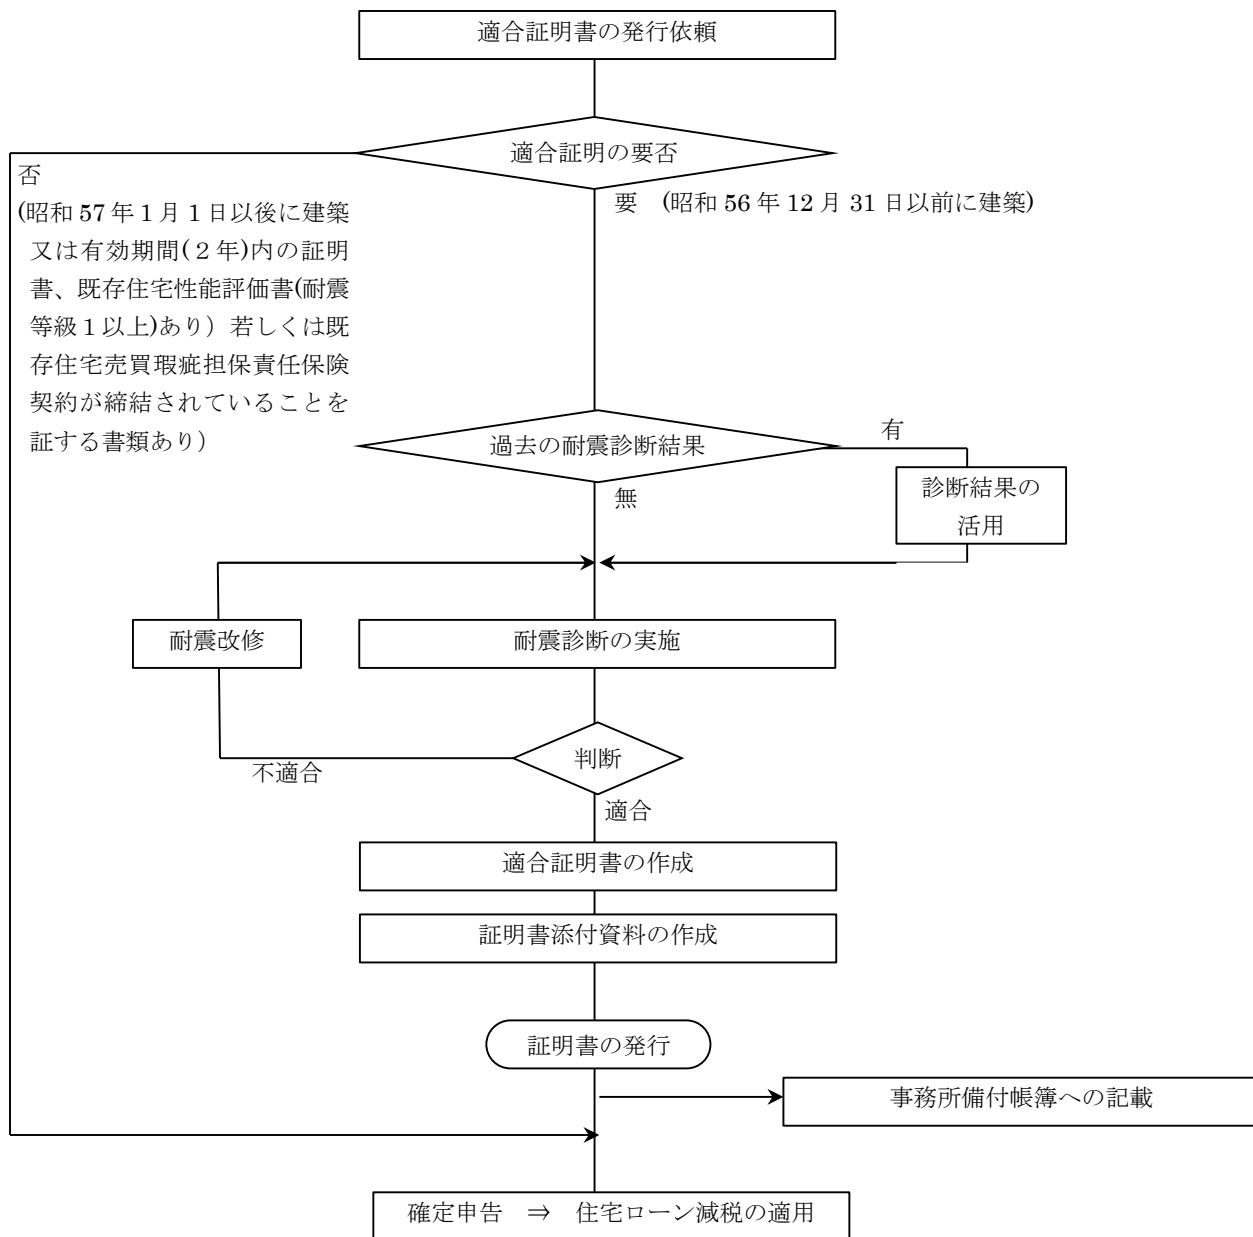 適合証明書の発行依頼
適合証明の要否
否
(昭和 57 年 1 月 1 日以後に建築
又は有効期間(２年)内の証明
書、既存住宅性能評価書(耐震
等級１以上)あり）若しくは既
存住宅売買瑕疵担保責任保険
契約が締結されていることを
証する書類あり）
要　(昭和 56 年 12 月 31 日以前に建築)
過去の耐震診断結果
有
診断結果の
活用
無
耐震改修
耐震診断の実施
判断
不適合
適合
適合証明書の作成
証明書添付資料の作成
証明書の発行
事務所備付帳簿への記載
確定申告　⇒　住宅ローン減税の適用